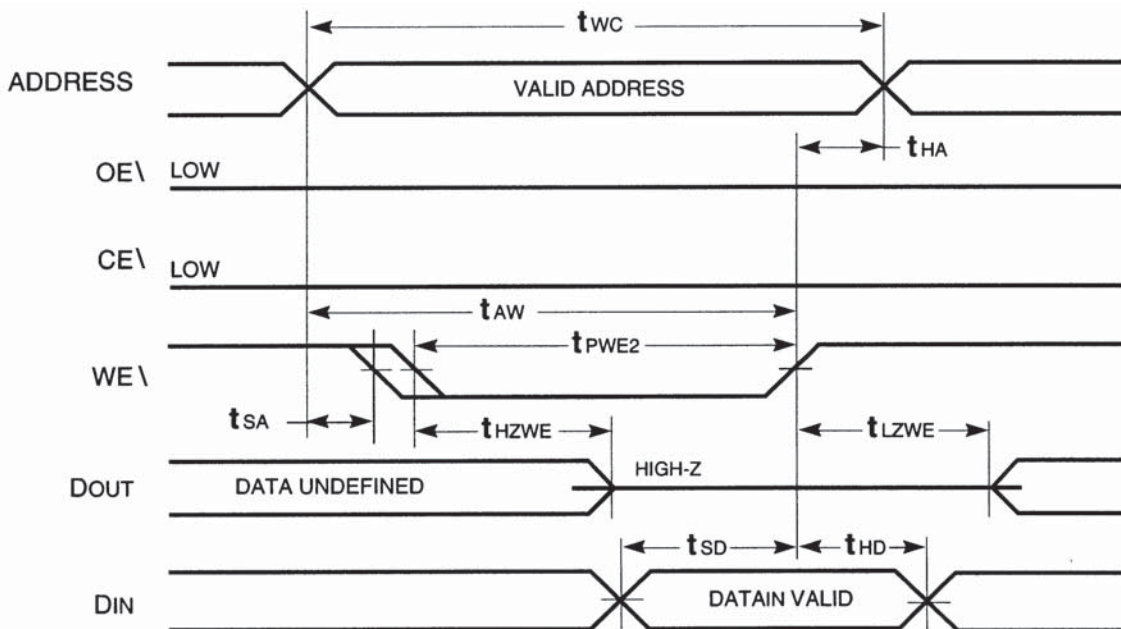 tWC
ADDRESS VALID ADDRESS
tHA
OE\ LOW
CE\ LOW
tAW
tPWE2
WE\
tSA tHZWE tLZWE
DOUT DATA UNDEFINED HIGH-Z
tSD tHD
DIN DATAIN VALID